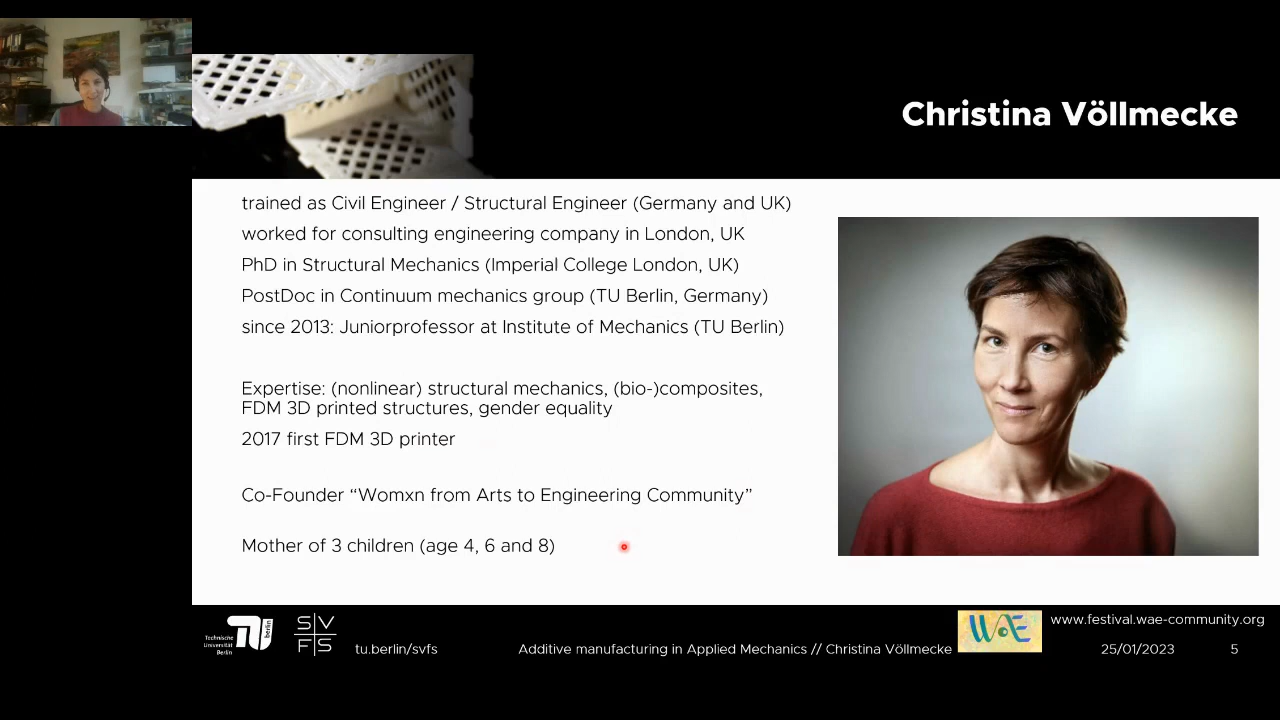 Christina Völlmecke
trained as Civil Engineer / Structural Engineer (Germany and UK)
worked for consulting engineering company in London, UK
PhD in Structural Mechanics (Imperial College London, UK)
PostDoc in Continuum mechanics group (TU Berlin, Germany)
since 2013: Juniorprofessor at Institute of Mechanics (TU Berlin)
Expertise: (nonlinear) structural mechanics, (bio-)composites,
FDM 3D printed structures, gender equality
2017 first FDM 3D printer
Co-Founder “Womxn from Arts to Engineering Community”
Mother of 3 children (age 4, 6 and 8)
Technische
Universität
Berlin
TU berlin
S V
F S
tu.berlin/svfs
Additive manufacturing in Applied Mechanics // Christina Völlmecke
WoE
www.festival.wae-community.org
25/01/2023
5